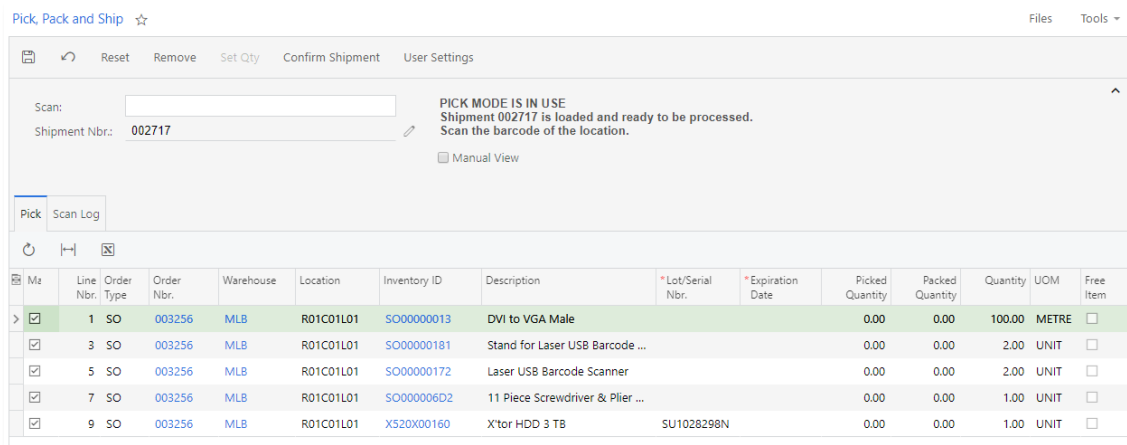 Pick, Pack and Ship Files Tools
Reset Remove Set Qty Confirm Shipment User Settings
Scan:
Shipment Nbr.: 002717
PICK MODE IS IN USE
Shipment 002717 is loaded and ready to be processed.
Scan the barcode of the location.
Manual View
Pick Scan Log
Ma Line Nbr. Order Type Order Nbr. Warehouse Location Inventory ID Description *Lot/Serial Nbr. *Expiration Date Picked Quantity Packed Quantity Quantity UOM Free Item
1 SO 003256 MLB R01C01L01 SO00000013 DVI to VGA Male 0.00 0.00 100.00 METRE
3 SO 003256 MLB R01C01L01 SO00000181 Stand for Laser USB Barcode ... 0.00 0.00 2.00 UNIT
5 SO 003256 MLB R01C01L01 SO00000172 Laser USB Barcode Scanner 0.00 0.00 2.00 UNIT
7 SO 003256 MLB R01C01L01 SO000006D2 11 Piece Screwdriver & Plier ... 0.00 0.00 1.00 UNIT
9 SO 003256 MLB R01C01L01 X520X00160 X'tor HDD 3 TB SU1028298N 0.00 0.00 1.00 UNIT